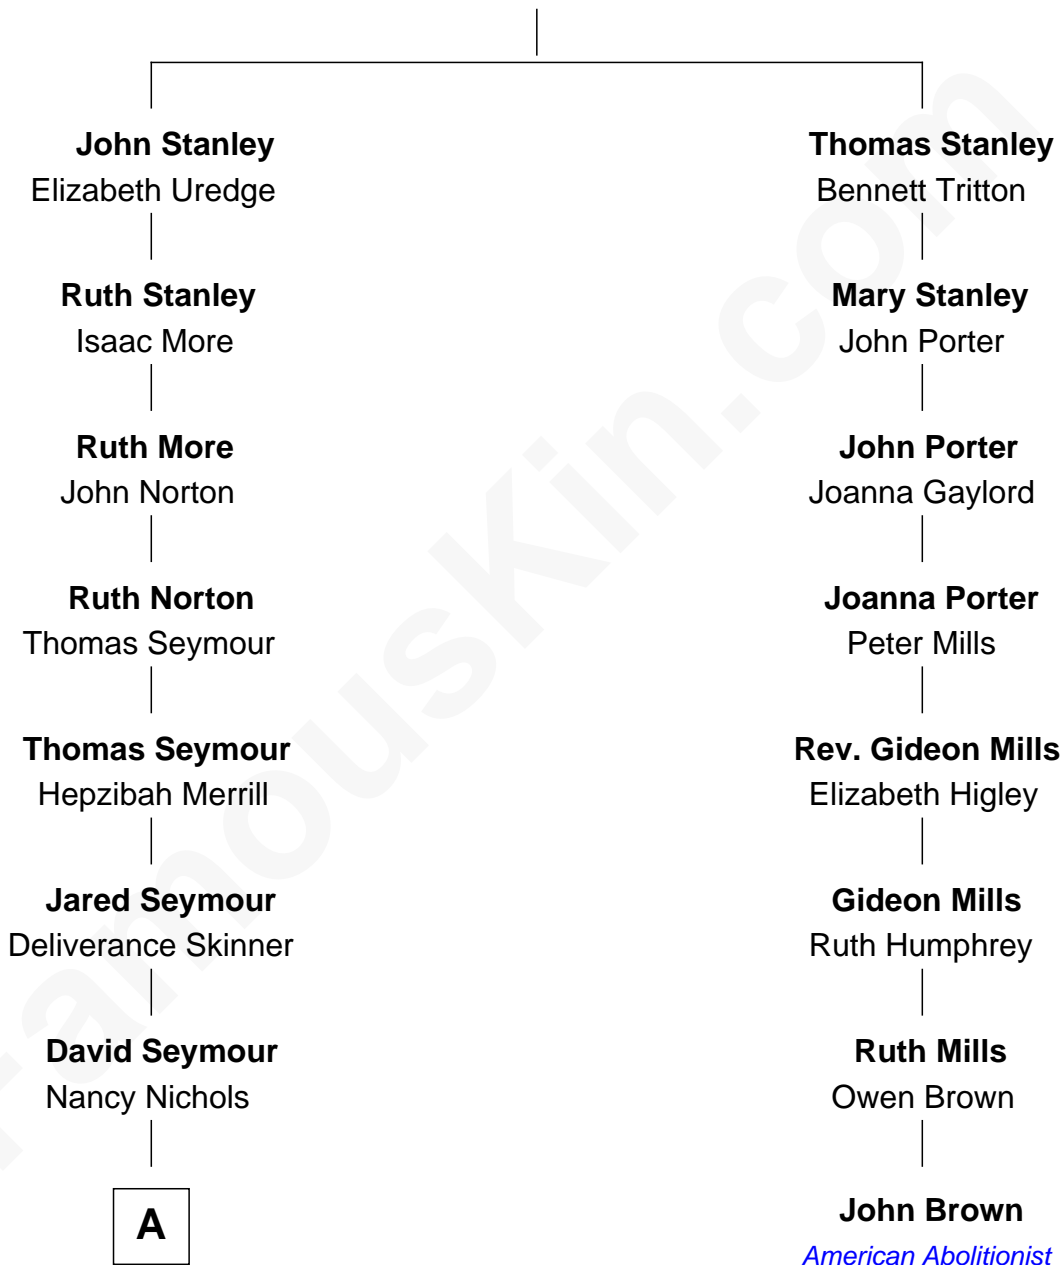 John Stanley
Elizabeth Uredge
Ruth Stanley
Isaac More
Ruth More
John Norton
Ruth Norton
Thomas Seymour
Thomas Seymour
Hepzibah Merrill
Jared Seymour
Deliverance Skinner
David Seymour
Nancy Nichols
A
Thomas Stanley
Bennett Tritton
Mary Stanley
John Porter
John Porter
Joanna Gaylord
Joanna Porter
Peter Mills
Rev. Gideon Mills
Elizabeth Higley
Gideon Mills
Ruth Humphrey
Ruth Mills
Owen Brown
John Brown
American Abolitionist
FamousKin.com